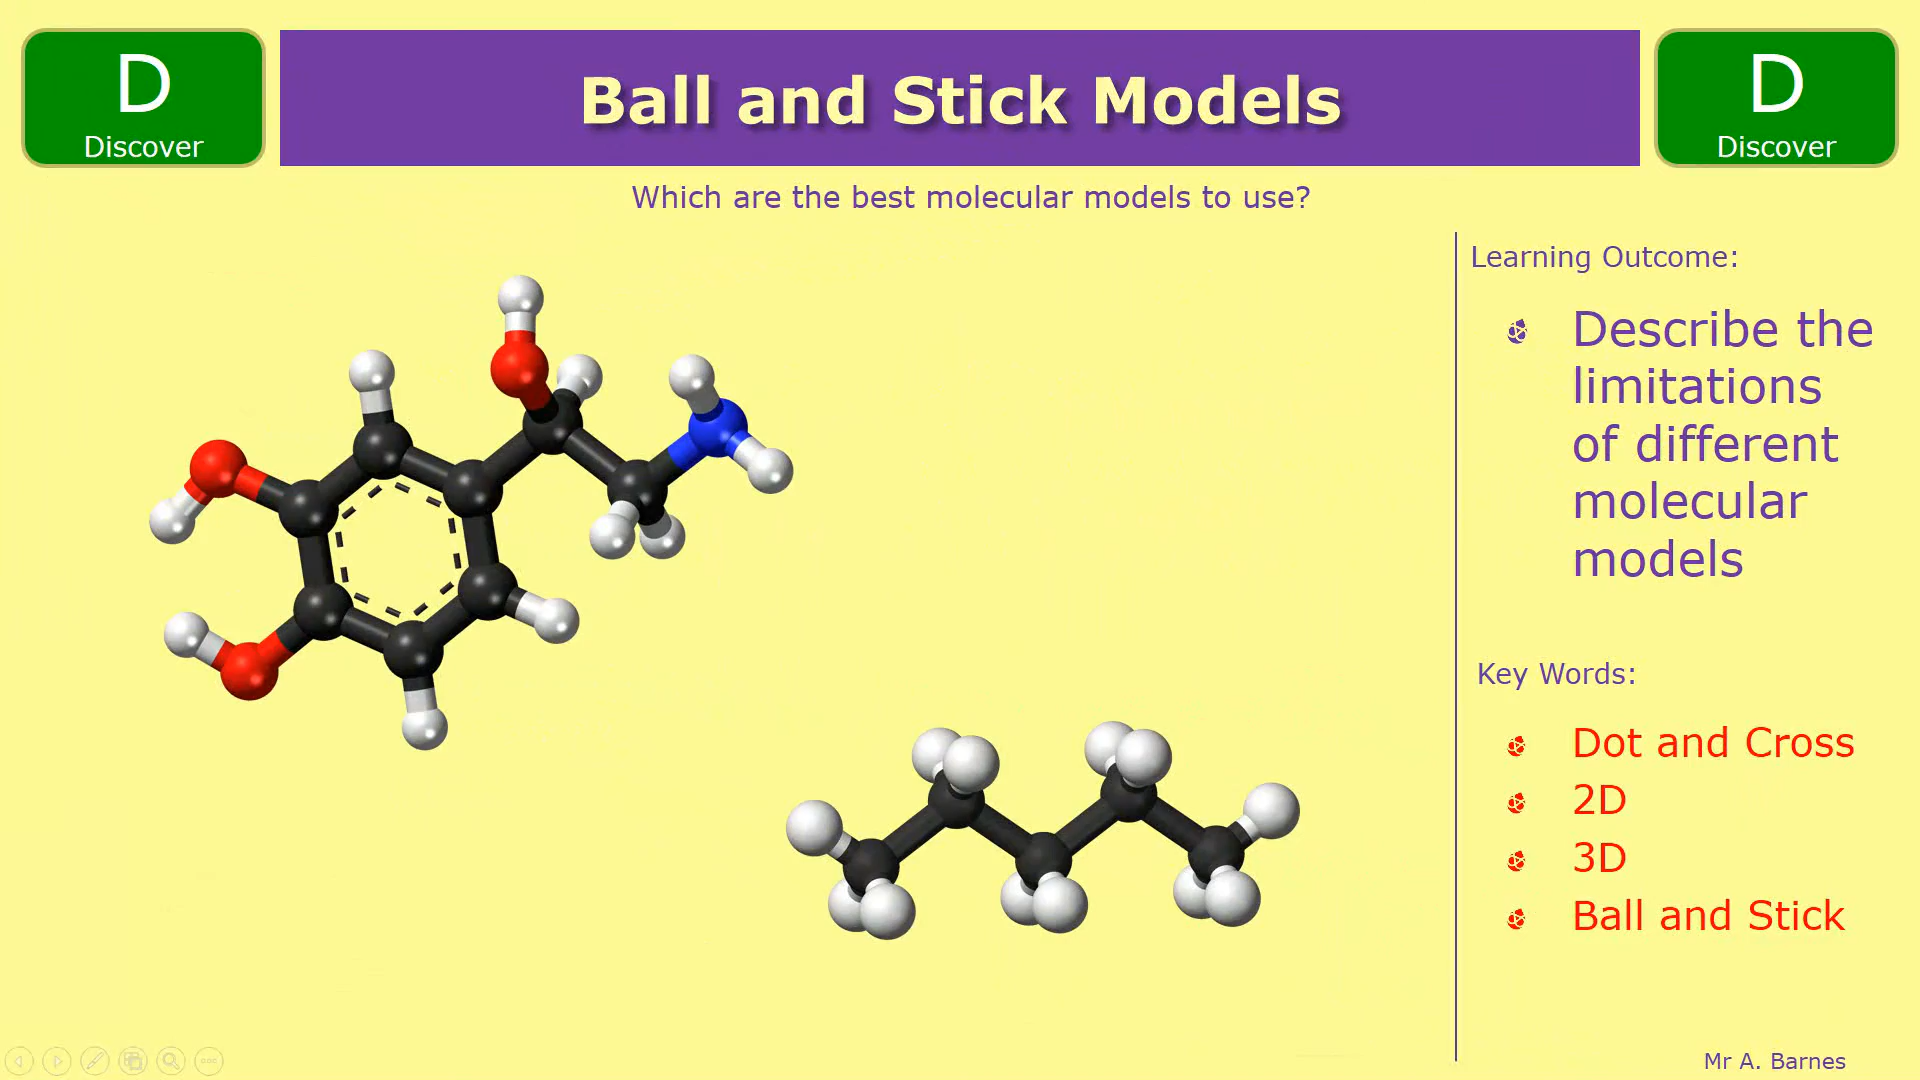 D
Discover
Ball and Stick Models
D
Discover
Which are the best molecular models to use?
Learning Outcome:
Describe the
limitations
of different
molecular
models
Key Words:
Dot and Cross
2D
3D
Ball and Stick
Mr A. Barnes